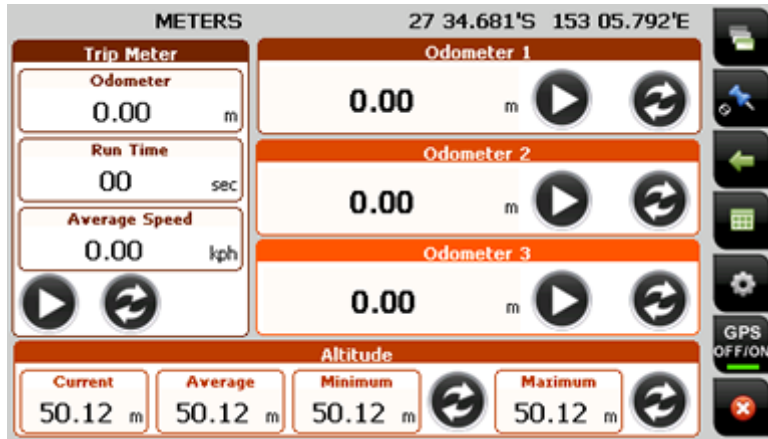 METERS 27 34.681'S 153 05.792'E
Trip Meter
Odometer
0.00 m
Run Time
00 sec
Average Speed
0.00 kph
Odometer 1
0.00 m
Odometer 2
0.00 m
Odometer 3
0.00 m
Altitude
Current
50.12 m
Average
50.12 m
Minimum
50.12 m
Maximum
50.12 m
GPS
OFF/ON